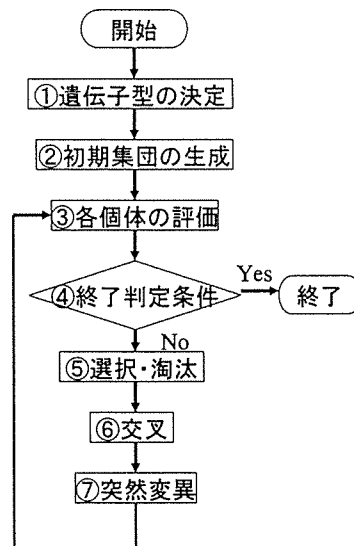 開始
①遺伝子型の決定
②初期集団の生成
③各個体の評価
④終了判定条件
Yes
終了
No
⑤選択・淘汰
⑥交叉
⑦突然変異